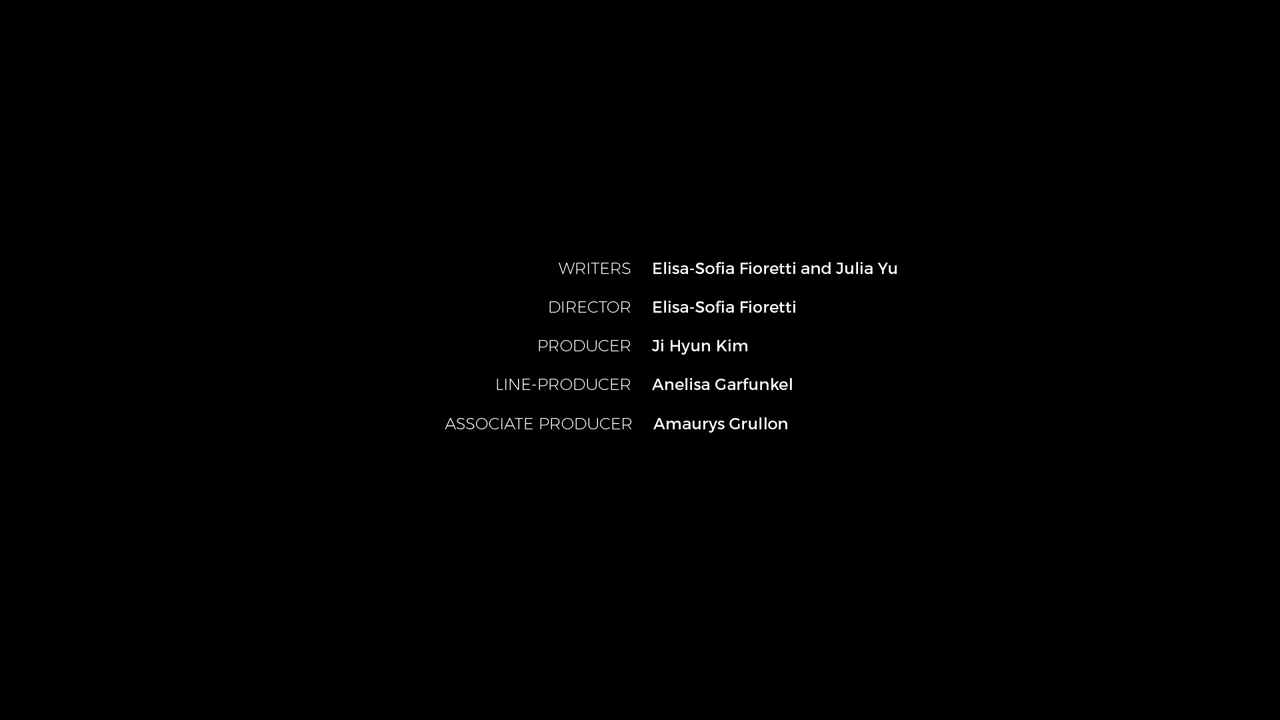 WRITERS Elisa-Sofia Fioretti and Julia Yu
DIRECTOR Elisa-Sofia Fioretti
PRODUCER Ji Hyun Kim
LINE-PRODUCER Anelisa Garfunkel
ASSOCIATE PRODUCER Amaurys Grullon